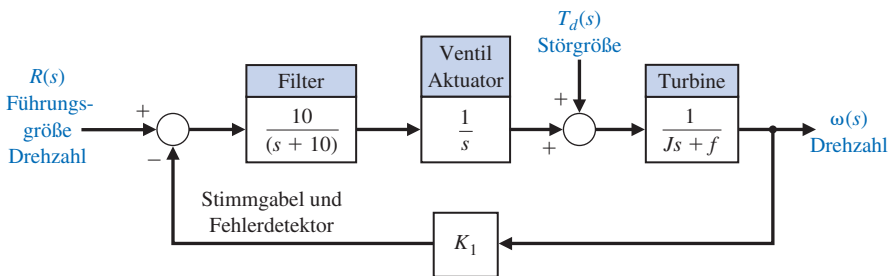 T_d(s)
Störgröße
R(s)
Führungs-
größe
Drehzahl
+
−
Filter
10
(s + 10)
Ventil
Aktuator
1
s
+
+
Turbine
1
Js + f
ω(s)
Drehzahl
Stimmgabel und
Fehlerdetektor
K_1